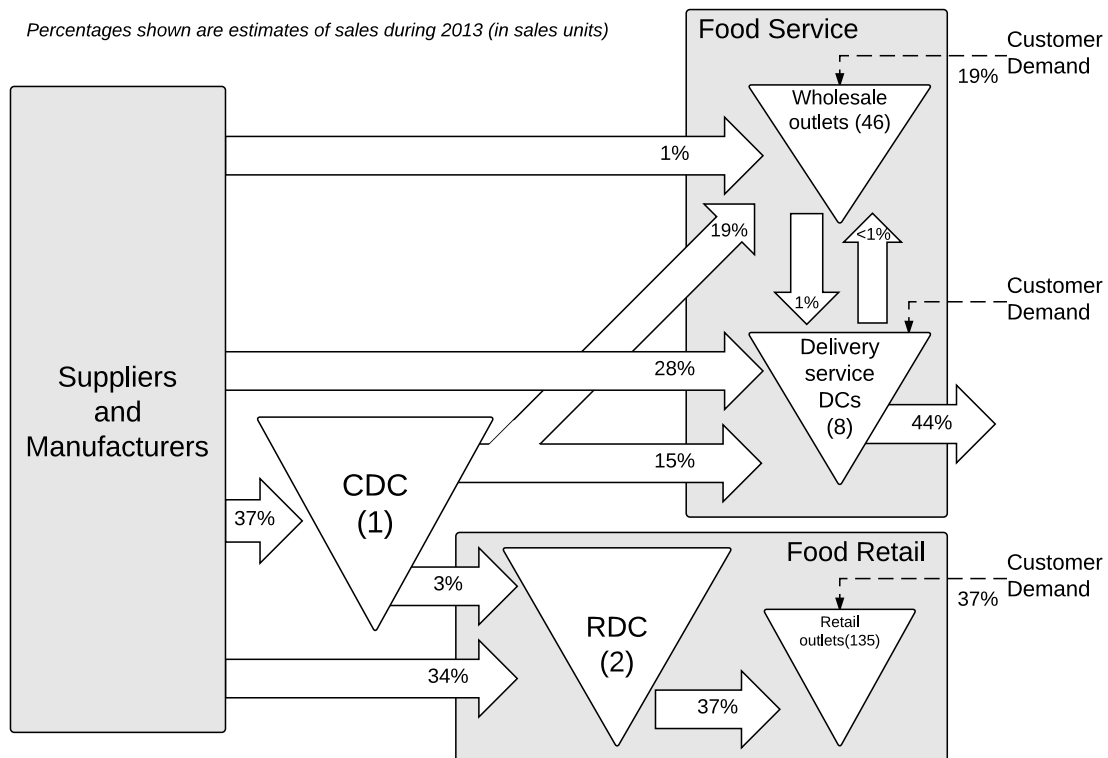 Percentages shown are estimates of sales during 2013 (in sales units)
Food Service
Customer
Demand
19%
Wholesale
outlets (46)
1%
19%
<1%
1%
Customer
Demand
Suppliers
and
Manufacturers
28%
Delivery
service
DCs
(8)
44%
15%
CDC
(1)
37%
Food Retail
Customer
Demand
37%
3%
RDC
(2)
Retail
outlets(135)
34%
37%